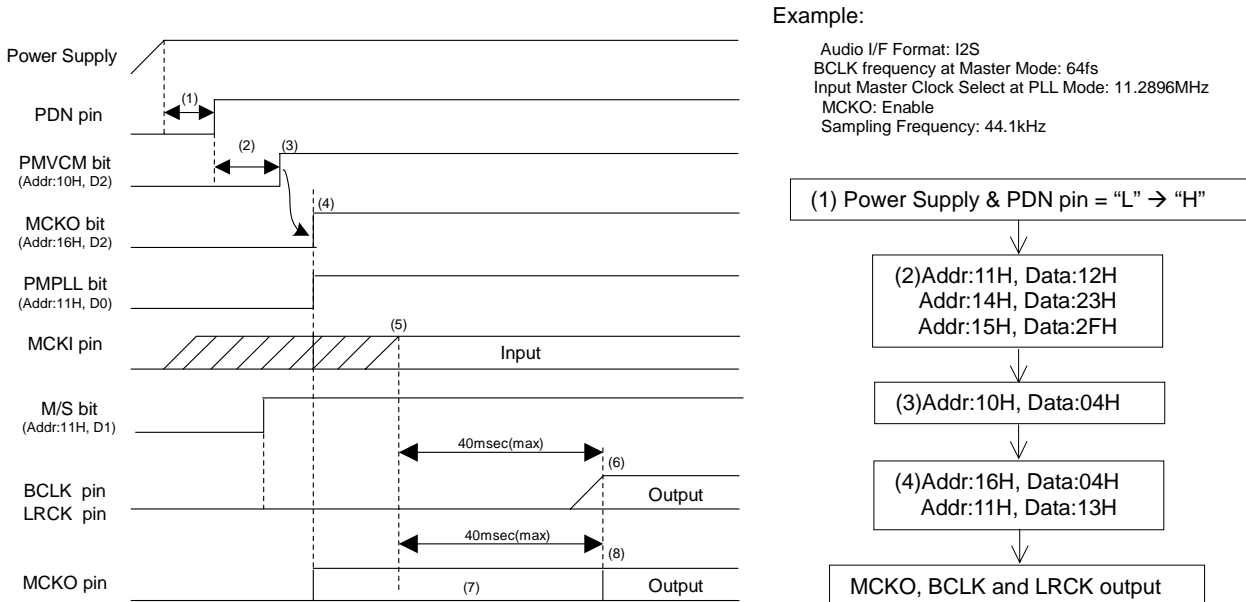 Power Supply
(1)
PDN pin
(2)
(3)
PMVCM bit
(Addr:10H, D2)
(4)
MCKO bit
(Addr:16H, D2)
PMPLL bit
(Addr:11H, D0)
(5)
MCKI pin
Input
M/S bit
(Addr:11H, D1)
40msec(max)
(6)
BCLK pin
LRCK pin
Output
40msec(max)
(8)
MCKO pin
(7)
Output
Example:
Audio I/F Format: I2S
BCLK frequency at Master Mode: 64fs
Input Master Clock Select at PLL Mode: 11.2896MHz
MCKO: Enable
Sampling Frequency: 44.1kHz
(1) Power Supply & PDN pin = “L” → “H”
(2)Addr:11H, Data:12H
Addr:14H, Data:23H
Addr:15H, Data:2FH
(3)Addr:10H, Data:04H
(4)Addr:16H, Data:04H
Addr:11H, Data:13H
MCKO, BCLK and LRCK output